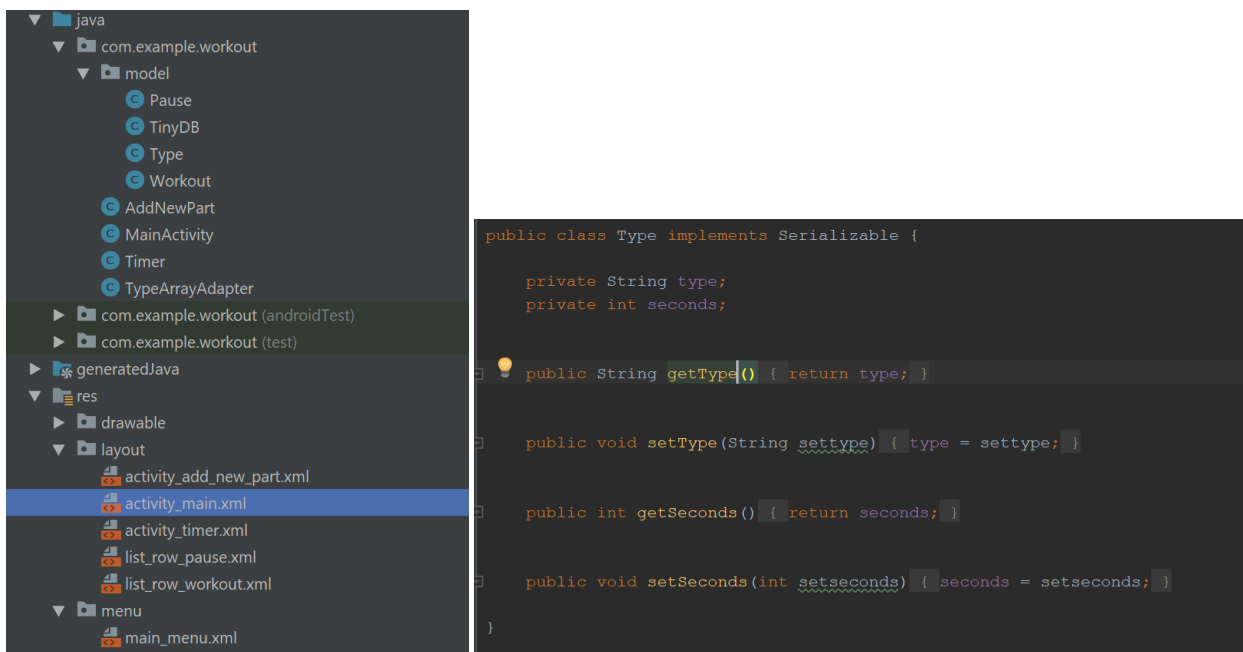 java
com.example.workout
model
Pause
TinyDB
Type
Workout
AddNewPart
MainActivity
Timer
TypeArrayAdapter
com.example.workout (androidTest)
com.example.workout (test)
generatedJava
res
drawable
layout
activity_add_new_part.xml
activity_main.xml
activity_timer.xml
list_row_pause.xml
list_row_workout.xml
menu
main_menu.xml
public class Type implements Serializable {
private String type;
private int seconds;
public String getType() { return type; }
public void setType(String settype) { type = settype; }
public int getSeconds() { return seconds; }
public void setSeconds(int setseconds) { seconds = setseconds; }
}